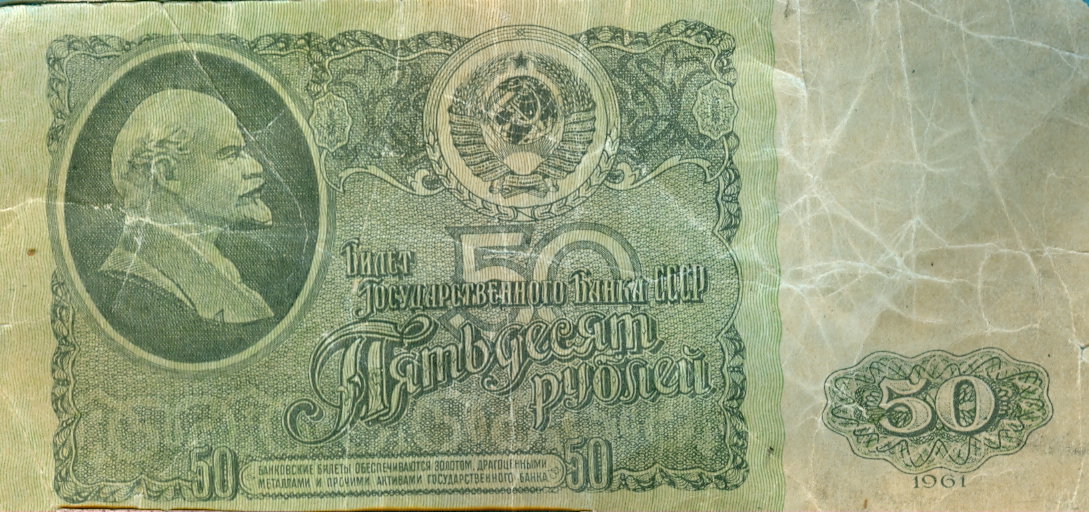 50
Билет
Государственного Банка СССР
Пятьдесят
рублей
50
БАНКОВСКИЕ БИЛЕТЫ ОБЕСПЕЧИВАЮТСЯ ЗОЛОТОМ, ДРАГОЦЕННЫМИ
МЕТАЛЛАМИ И ПРОЧИМИ АКТИВАМИ ГОСУДАРСТВЕННОГО БАНКА
50
50
1961